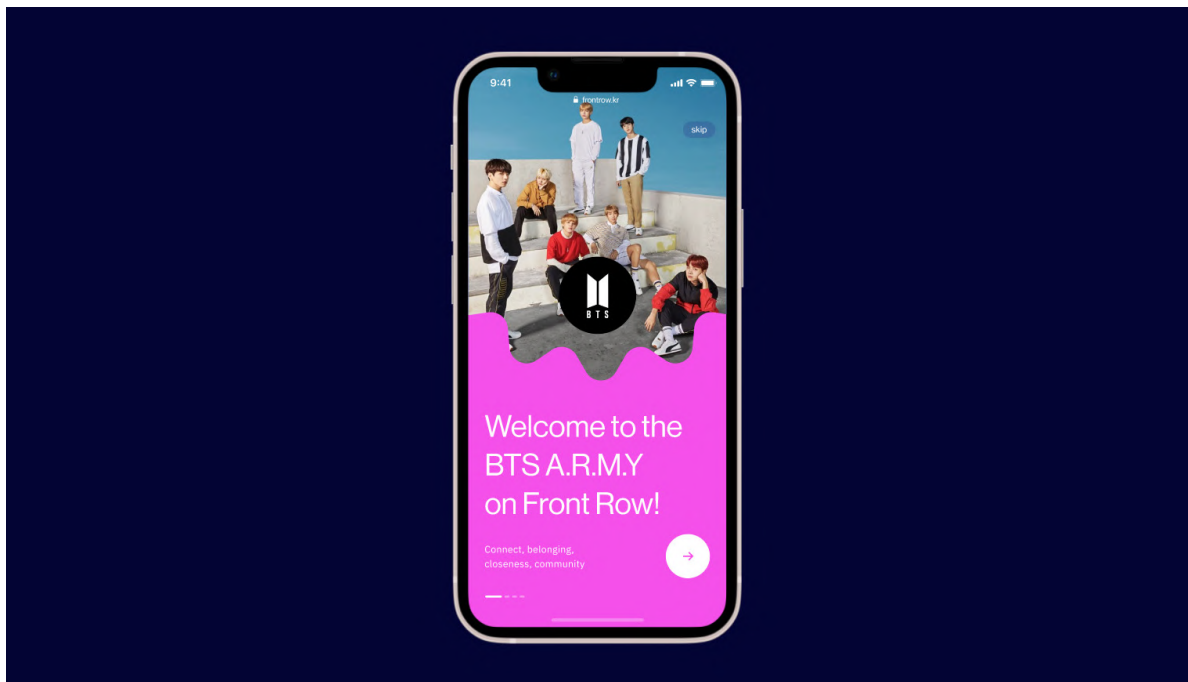 9:41
frontrow.kr
skip
BTS
Welcome to the
BTS A.R.M.Y
on Front Row!
Connect, belonging,
closeness, community